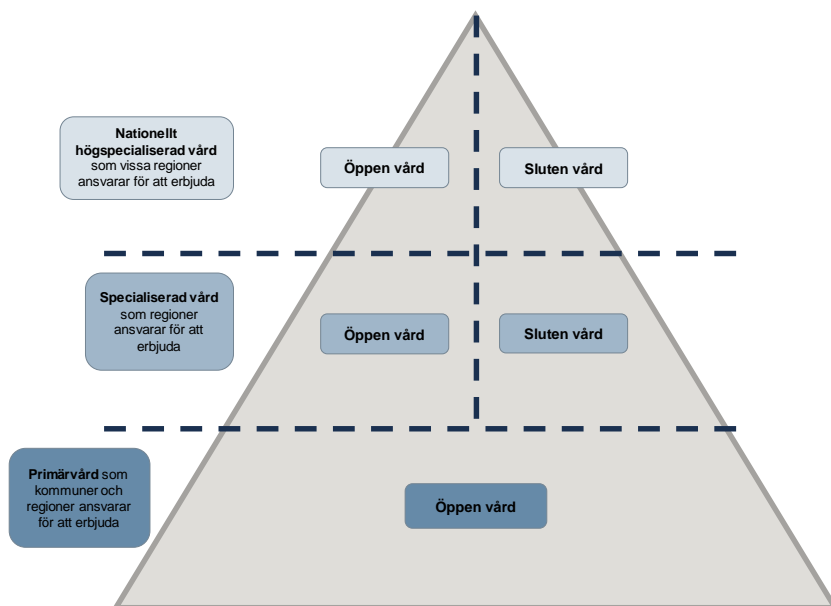 Nationellt
högspecialiserad vård
som vissa regioner
ansvarar för att erbjuda
Öppen vård
Sluten vård
Specialiserad vård
som regioner
ansvarar för att
erbjuda
Öppen vård
Sluten vård
Primärvård som
kommuner och
regioner ansvarar
för att erbjuda
Öppen vård